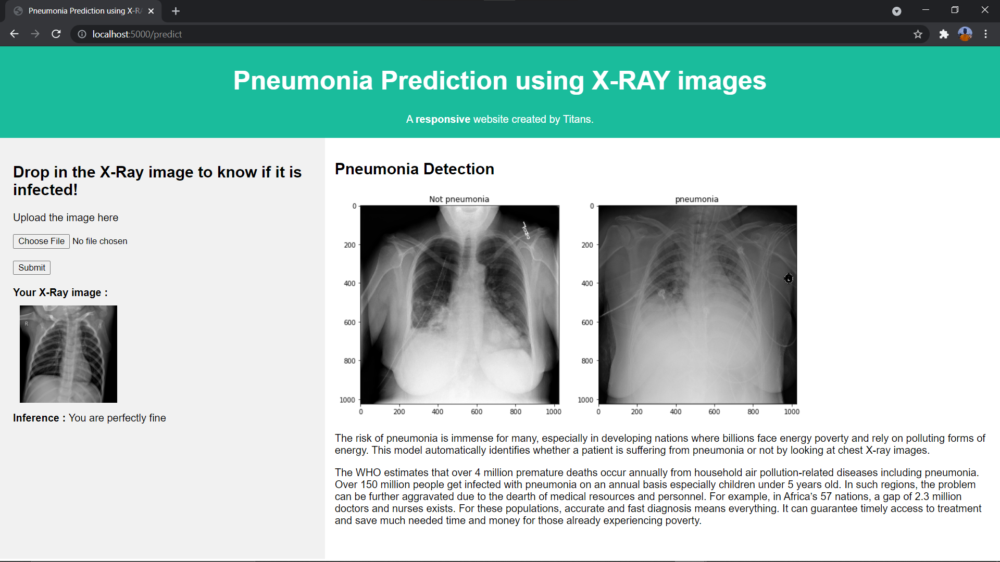 Pneumonia Prediction using X-RA
localhost:5000/predict
Pneumonia Prediction using X-RAY images
A responsive website created by Titans.
Drop in the X-Ray image to know if it is
infected!
Upload the image here
Choose File No file chosen
Submit
Your X-Ray image :
R
Inference : You are perfectly fine
Pneumonia Detection
Not pneumonia
0
200
400
600
800
1000
0 200 400 600 800 1000
pneumonia
0
200
400
600
800
1000
L
0 200 400 600 800 1000
The risk of pneumonia is immense for many, especially in developing nations where billions face energy poverty and rely on polluting forms of
energy. This model automatically identifies whether a patient is suffering from pneumonia or not by looking at chest X-ray images.
The WHO estimates that over 4 million premature deaths occur annually from household air pollution-related diseases including pneumonia.
Over 150 million people get infected with pneumonia on an annual basis especially children under 5 years old. In such regions, the problem
can be further aggravated due to the dearth of medical resources and personnel. For example, in Africa’s 57 nations, a gap of 2.3 million
doctors and nurses exists. For these populations, accurate and fast diagnosis means everything. It can guarantee timely access to treatment
and save much needed time and money for those already experiencing poverty.